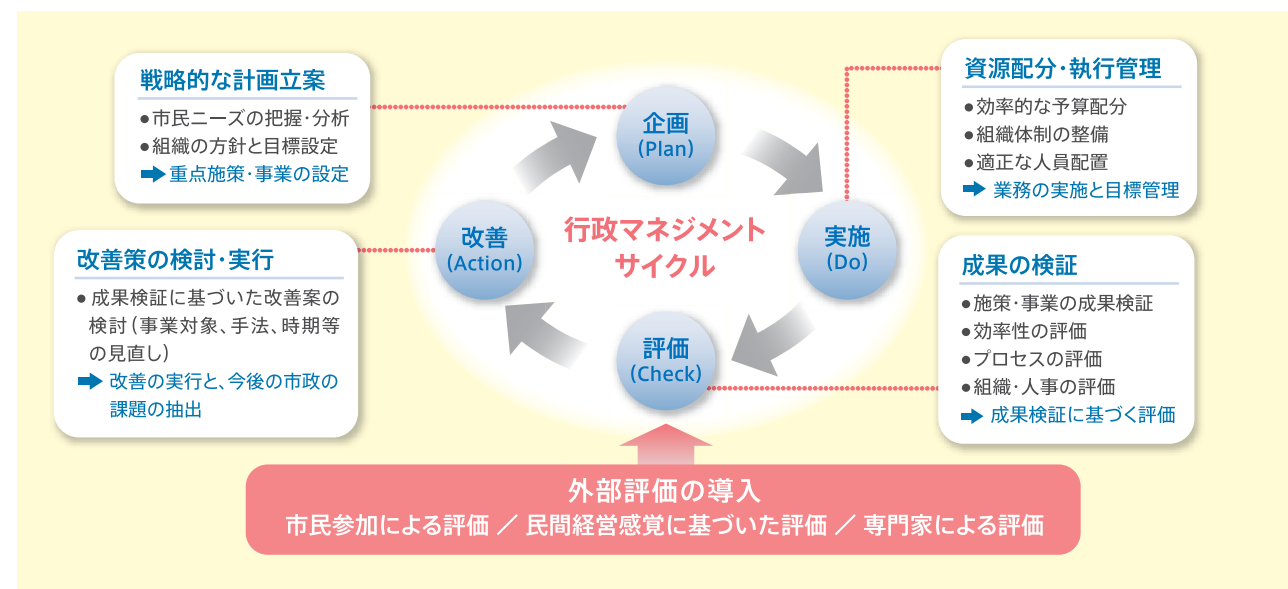 戦略的な計画立案
●市民ニーズの把握・分析
●組織の方針と目標設定
➡重点施策・事業の設定
企画
(Plan)
資源配分・執行管理
●効率的な予算配分
●組織体制の整備
●適正な人員配置
➡業務の実施と目標管理
改善
(Action)
行政マネジメント
サイクル
実施
(Do)
改善策の検討・実行
●成果検証に基づいた改善案の
検討(事業対象、手法、時期等
の見直し)
➡改善の実行と、今後の市政の
課題の抽出
評価
(Check)
成果の検証
●施策・事業の成果検証
●効率性の評価
●プロセスの評価
●組織・人事の評価
➡成果検証に基づく評価
外部評価の導入
市民参加による評価 ／ 民間経営感覚に基づいた評価 ／ 専門家による評価